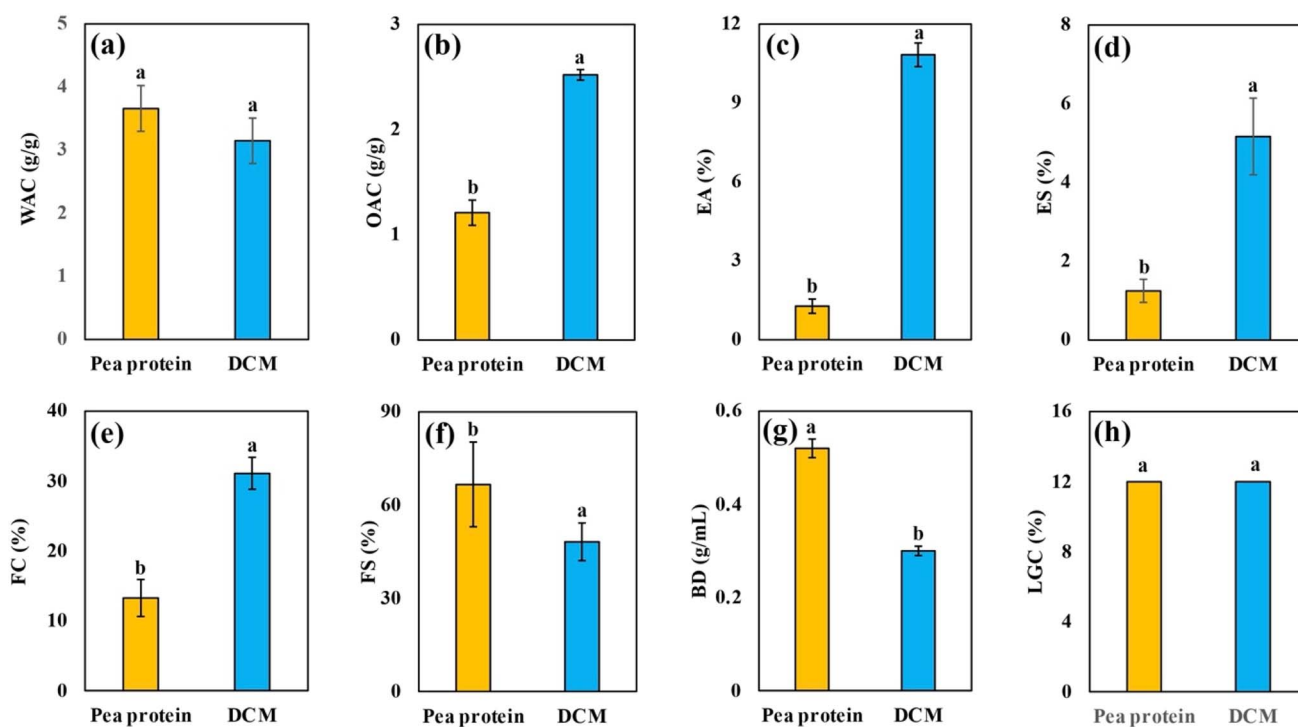 (a)
WAC (g/g)
5
4
3
2
1
0
a
a
Pea protein
DCM
(b)
OAC (g/g)
3
2
1
0
b
a
Pea protein
DCM
(c)
EA (%)
12
9
6
3
0
b
a
Pea protein
DCM
(d)
ES (%)
8
6
4
2
0
b
a
Pea protein
DCM
(e)
FC (%)
40
30
20
10
0
b
a
Pea protein
DCM
(f)
FS (%)
90
60
30
0
b
a
Pea protein
DCM
(g)
BD (g/mL)
0.6
0.4
0.2
0
a
b
Pea protein
DCM
(h)
LGC (%)
16
12
8
4
0
a
a
Pea protein
DCM